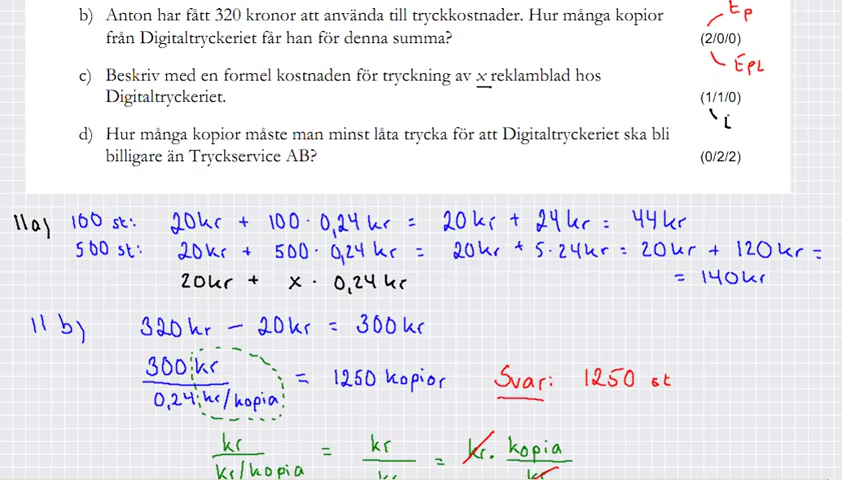 b) Anton har fått 320 kronor att använda till tryckkostnader. Hur många kopior
från Digitaltryckeriet får han för denna summa? (2/0/0)
Ep
EPL
c) Beskriv med en formel kostnaden för tryckning av x reklamblad hos
Digitaltryckeriet. (1/1/0)
d) Hur många kopior måste man minst låta trycka för att Digitaltryckeriet ska bli
billigare än Tryckservice AB? (0/2/2)
11a) 100 st: 20kr + 100 · 0,24 kr = 20kr + 24kr = 44kr
500 st: 20kr + 500 · 0,24 kr = 20kr + 5·24kr = 20kr + 120kr =
= 140kr
20kr + x · 0,24 kr
11 b) 320kr - 20kr = 300kr
300 kr / 0,24 kr/kopia = 1250 kopior Svar: 1250 st
kr / kr/kopia = kr / kr = kr · kopia / kr